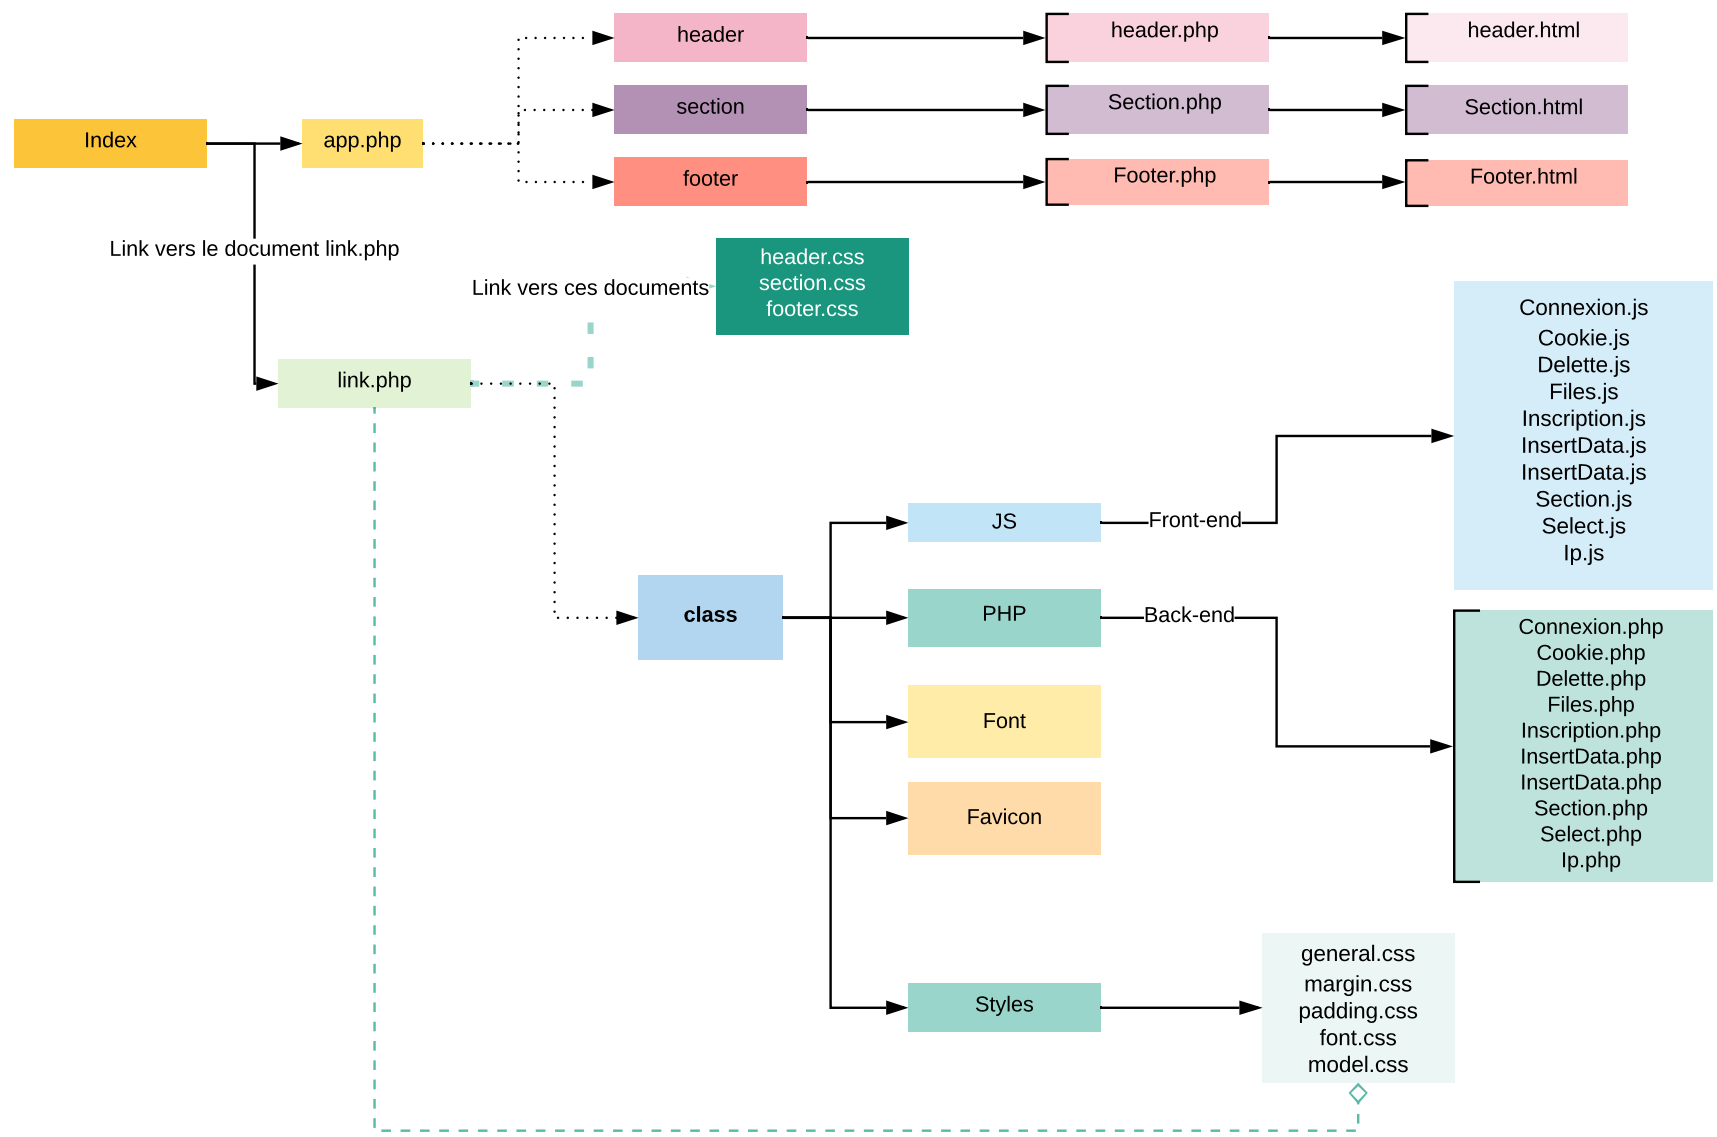 header
header.php
header.html
section
Section.php
Section.html
Index
app.php
footer
Footer.php
Footer.html
Link vers le document link.php
Link vers ces documents
header.css
section.css
footer.css
link.php
Connexion.js
Cookie.js
Delette.js
Files.js
Inscription.js
InsertData.js
InsertData.js
Section.js
Select.js
Ip.js
JS
Front-end
class
PHP
Back-end
Connexion.php
Cookie.php
Delette.php
Files.php
Inscription.php
InsertData.php
InsertData.php
Section.php
Select.php
Ip.php
Font
Favicon
Styles
general.css
margin.css
padding.css
font.css
model.css